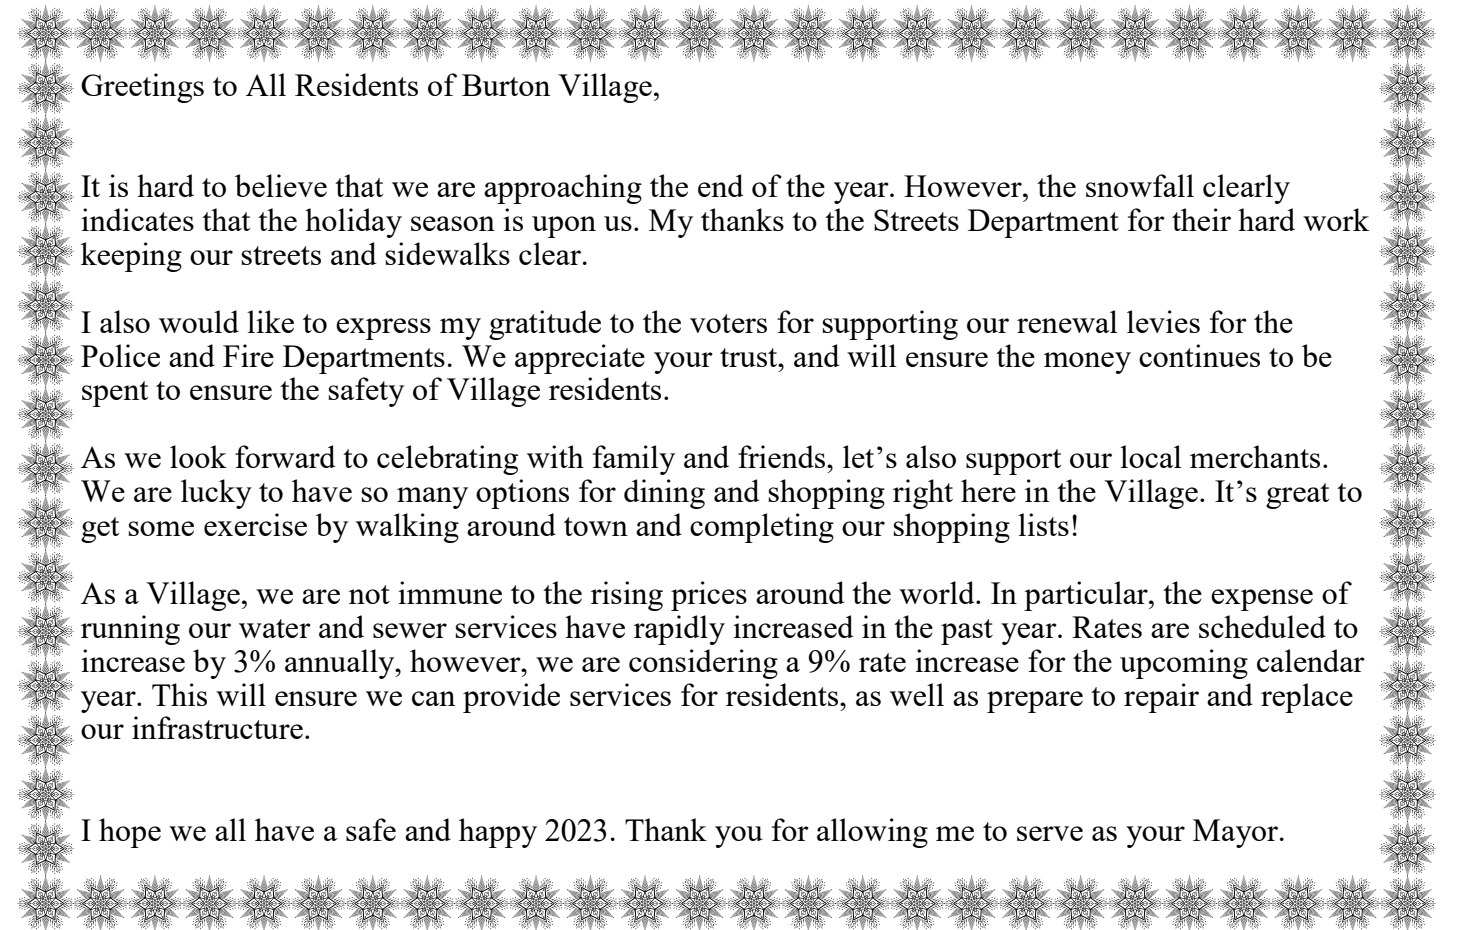 Greetings to All Residents of Burton Village,
It is hard to believe that we are approaching the end of the year. However, the snowfall clearly
indicates that the holiday season is upon us. My thanks to the Streets Department for their hard work
keeping our streets and sidewalks clear.
I also would like to express my gratitude to the voters for supporting our renewal levies for the
Police and Fire Departments. We appreciate your trust, and will ensure the money continues to be
spent to ensure the safety of Village residents.
As we look forward to celebrating with family and friends, let’s also support our local merchants.
We are lucky to have so many options for dining and shopping right here in the Village. It’s great to
get some exercise by walking around town and completing our shopping lists!
As a Village, we are not immune to the rising prices around the world. In particular, the expense of
running our water and sewer services have rapidly increased in the past year. Rates are scheduled to
increase by 3% annually, however, we are considering a 9% rate increase for the upcoming calendar
year. This will ensure we can provide services for residents, as well as prepare to repair and replace
our infrastructure.
I hope we all have a safe and happy 2023. Thank you for allowing me to serve as your Mayor.